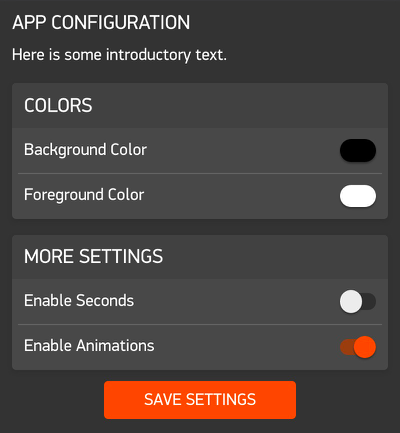 APP CONFIGURATION
Here is some introductory text.
COLORS
Background Color
Foreground Color
MORE SETTINGS
Enable Seconds
Enable Animations
SAVE SETTINGS